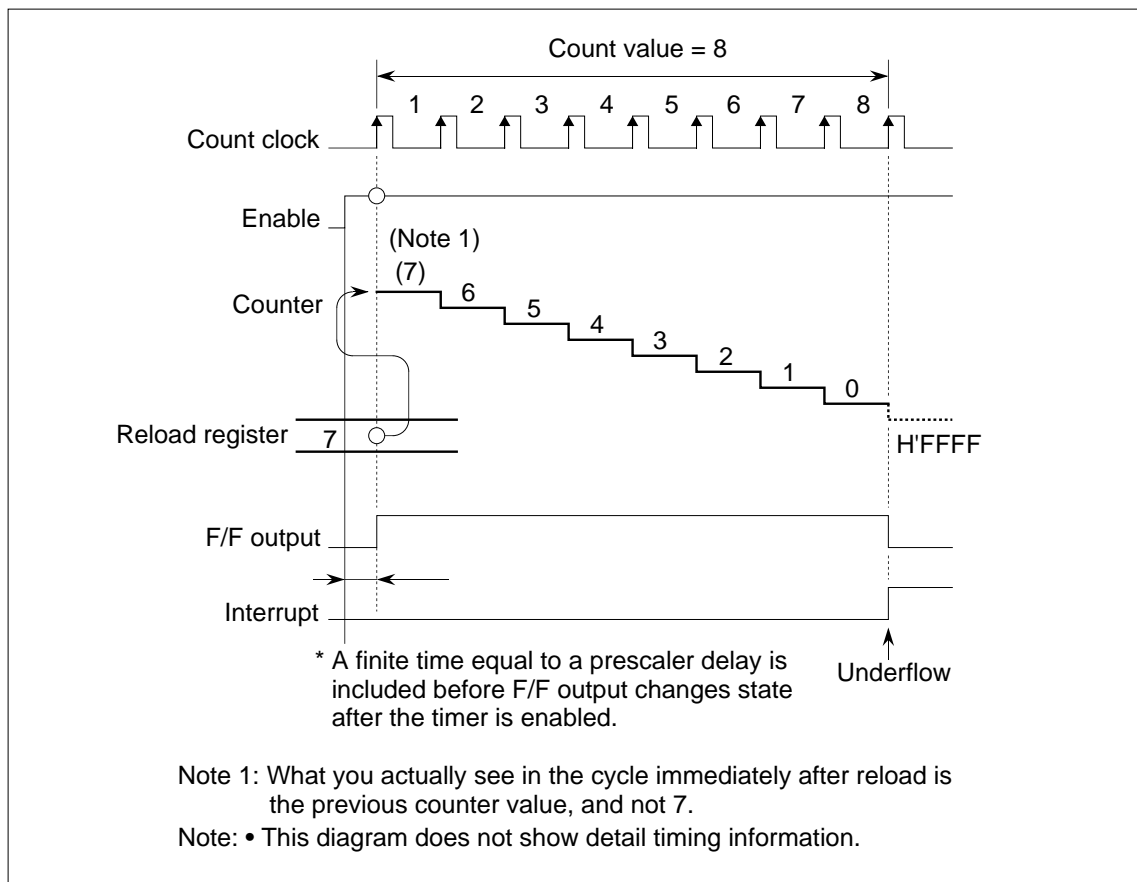 Count value = 8
1 2 3 4 5 6 7 8
Count clock
Enable
(Note 1)
(7)
Counter
6
5
4
3
2
1
0
Reload register
7
H'FFFF
F/F output
Interrupt
* A finite time equal to a prescaler delay is
included before F/F output changes state
after the timer is enabled.
Underflow
Note 1: What you actually see in the cycle immediately after reload is
the previous counter value, and not 7.
Note: • This diagram does not show detail timing information.